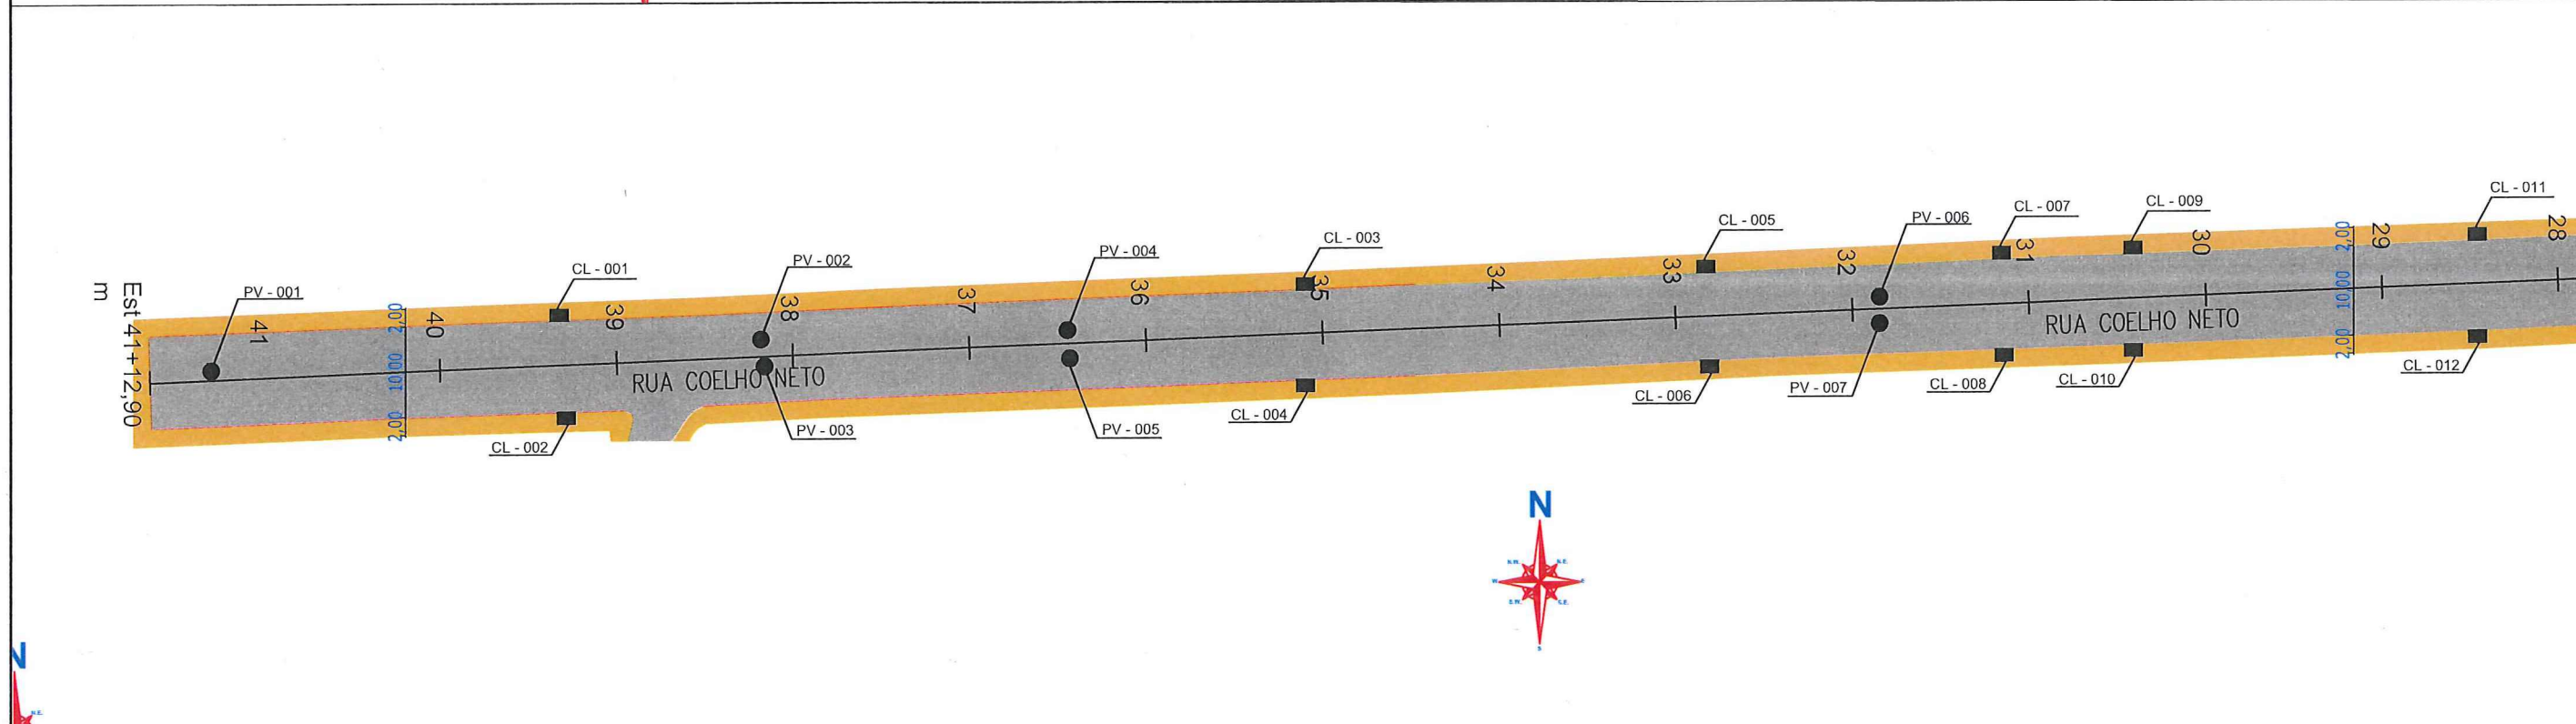 CL - 011
CL - 009
CL - 007
PV - 006
CL - 005
CL - 003
PV - 004
PV - 002
CL - 001
PV - 001
28
29
30
31
32
33
34
35
36
37
38
39
40
41
Est 41+12,90
m
2,00
10,00
2,00
2,00
10,00
2,00
RUA COELHO NETO
RUA COELHO NETO
CL - 002
PV - 003
PV - 005
CL - 004
CL - 006
PV - 007
CL - 008
CL - 010
CL - 012
N
N.W.
N.E.
W
E
S.W.
S.E.
S
N
N.E.